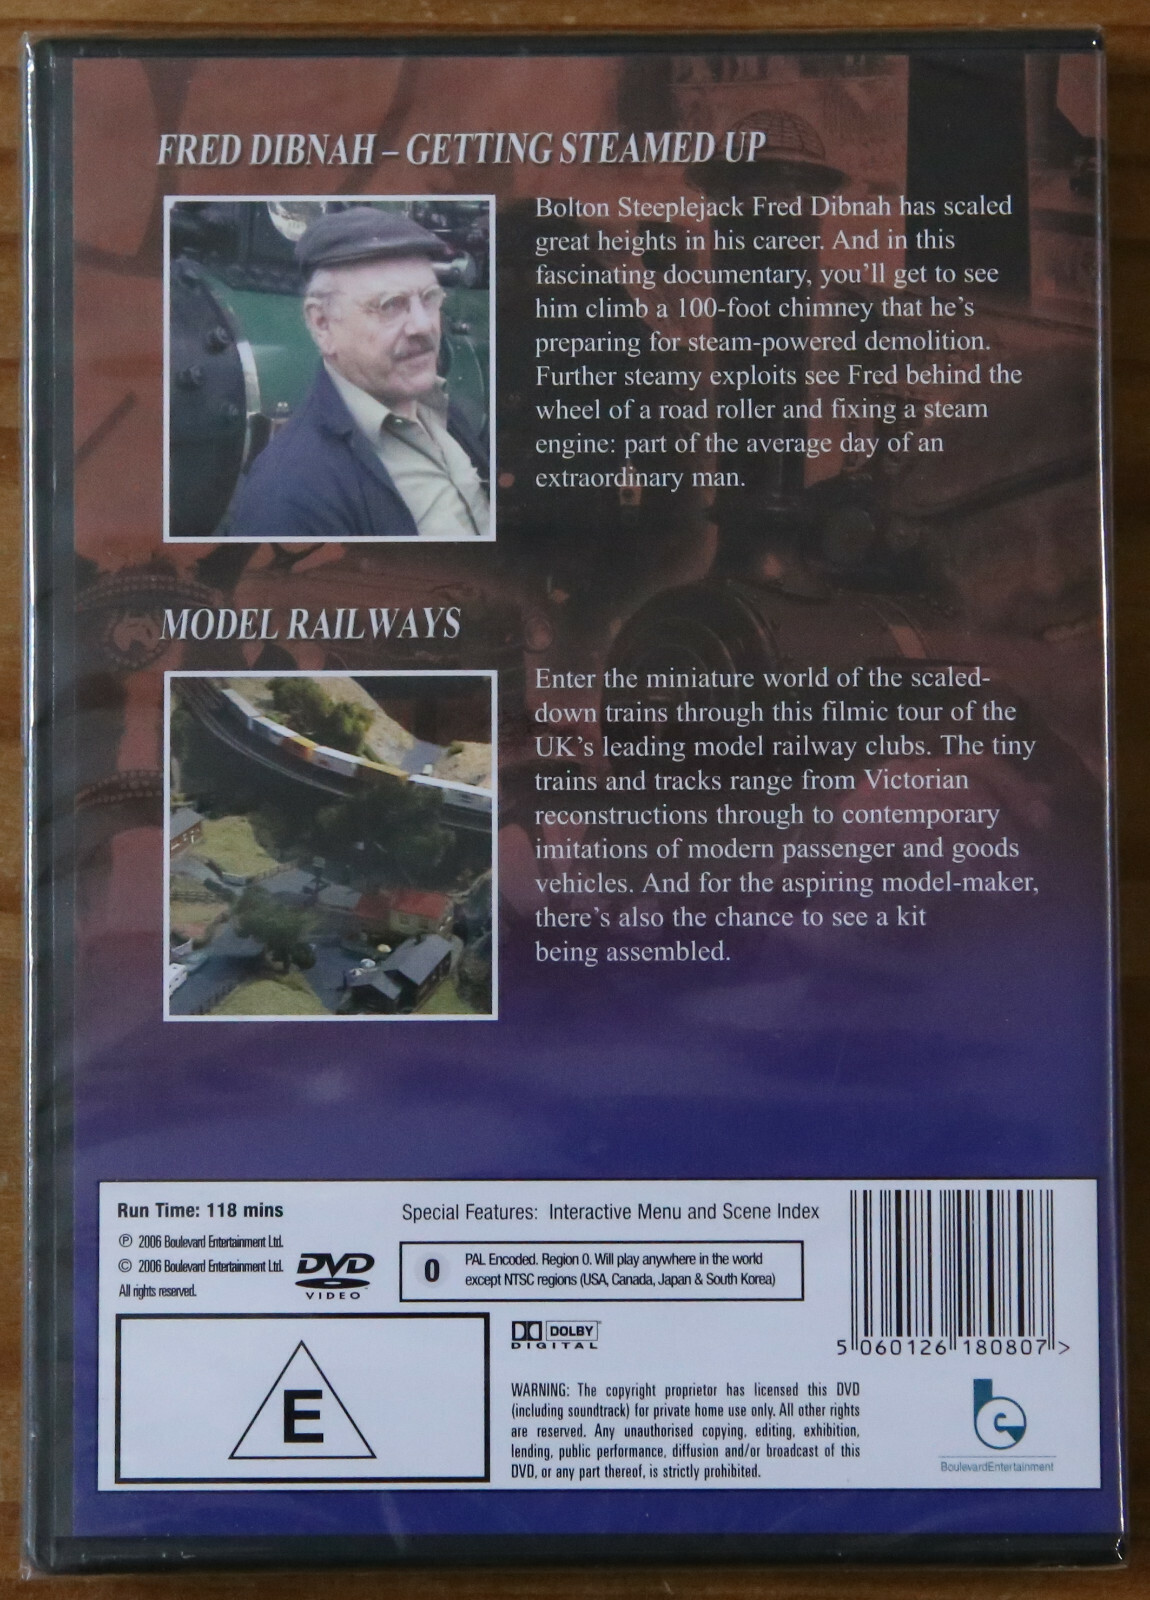 FRED DIBNAH – GETTING STEAMED UP
Bolton Steeplejack Fred Dibnah has scaled
great heights in his career. And in this
fascinating documentary, you’ll get to see
him climb a 100-foot chimney that he’s
preparing for steam-powered demolition.
Further steamy exploits see Fred behind the
wheel of a road roller and fixing a steam
engine: part of the average day of an
extraordinary man.
MODEL RAILWAYS
Enter the miniature world of the scaled-
down trains through this filmic tour of the
UK’s leading model railway clubs. The tiny
trains and tracks range from Victorian
reconstructions through to contemporary
imitations of modern passenger and goods
vehicles. And for the aspiring model-maker,
there’s also the chance to see a kit
being assembled.
Run Time: 118 mins
℗ 2006 Boulevard Entertainment Ltd.
© 2006 Boulevard Entertainment Ltd.
All rights reserved.
DVD
VIDEO
Special Features: Interactive Menu and Scene Index
0
PAL Encoded. Region 0. Will play anywhere in the world
except NTSC regions (USA, Canada, Japan & South Korea)
E
DOLBY
DIGITAL
WARNING: The copyright proprietor has licensed this DVD
(including soundtrack) for private home use only. All other rights
are reserved. Any unauthorised copying, editing, exhibition,
lending, public performance, diffusion and/or broadcast of this
DVD, or any part thereof, is strictly prohibited.
5 060126 180807 >
be
BoulevardEntertainment